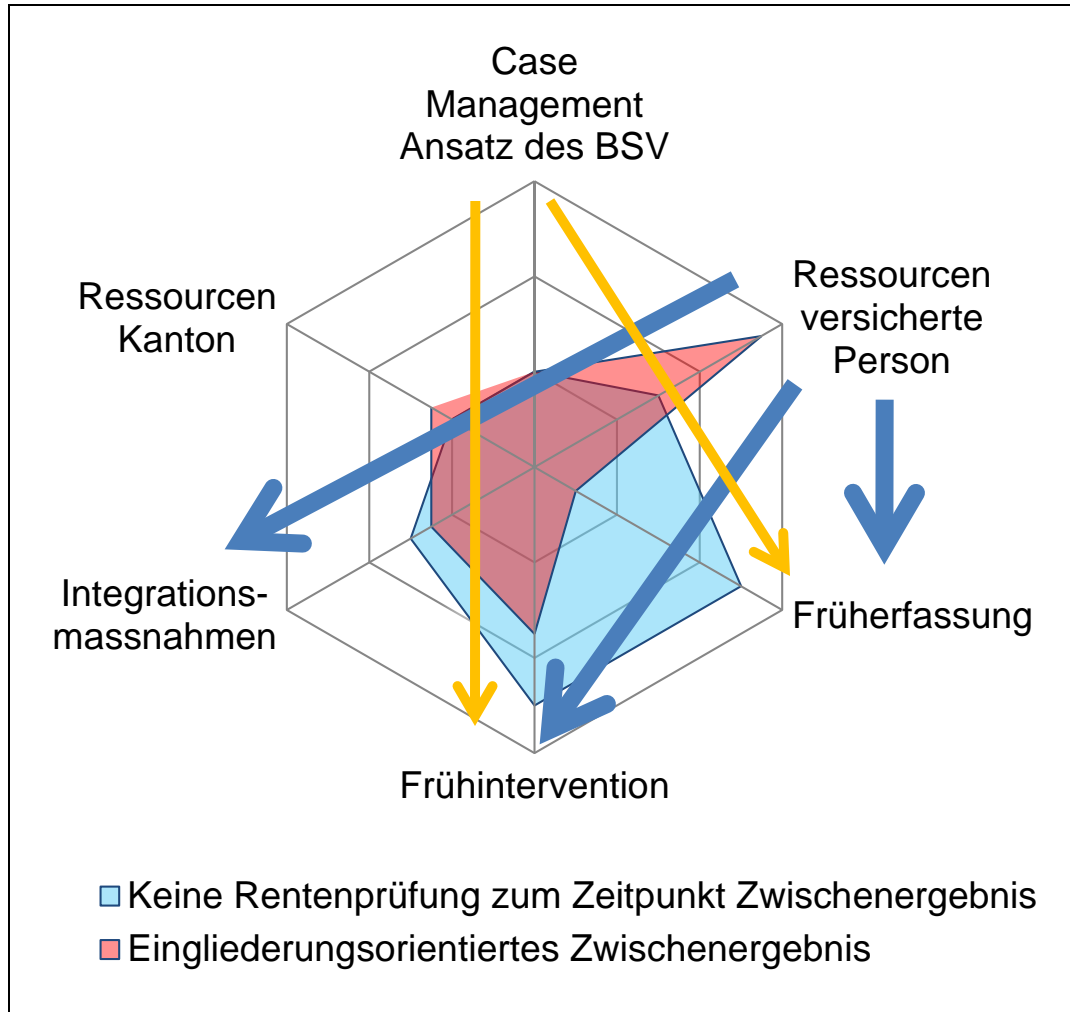 Case
Management
Ansatz des BSV
Ressourcen
versicherte
Person
Ressourcen
Kanton
Integrations-
massnahmen
Früherfassung
Frühintervention
Keine Rentenprüfung zum Zeitpunkt Zwischenergebnis
Eingliederungsorientiertes Zwischenergebnis